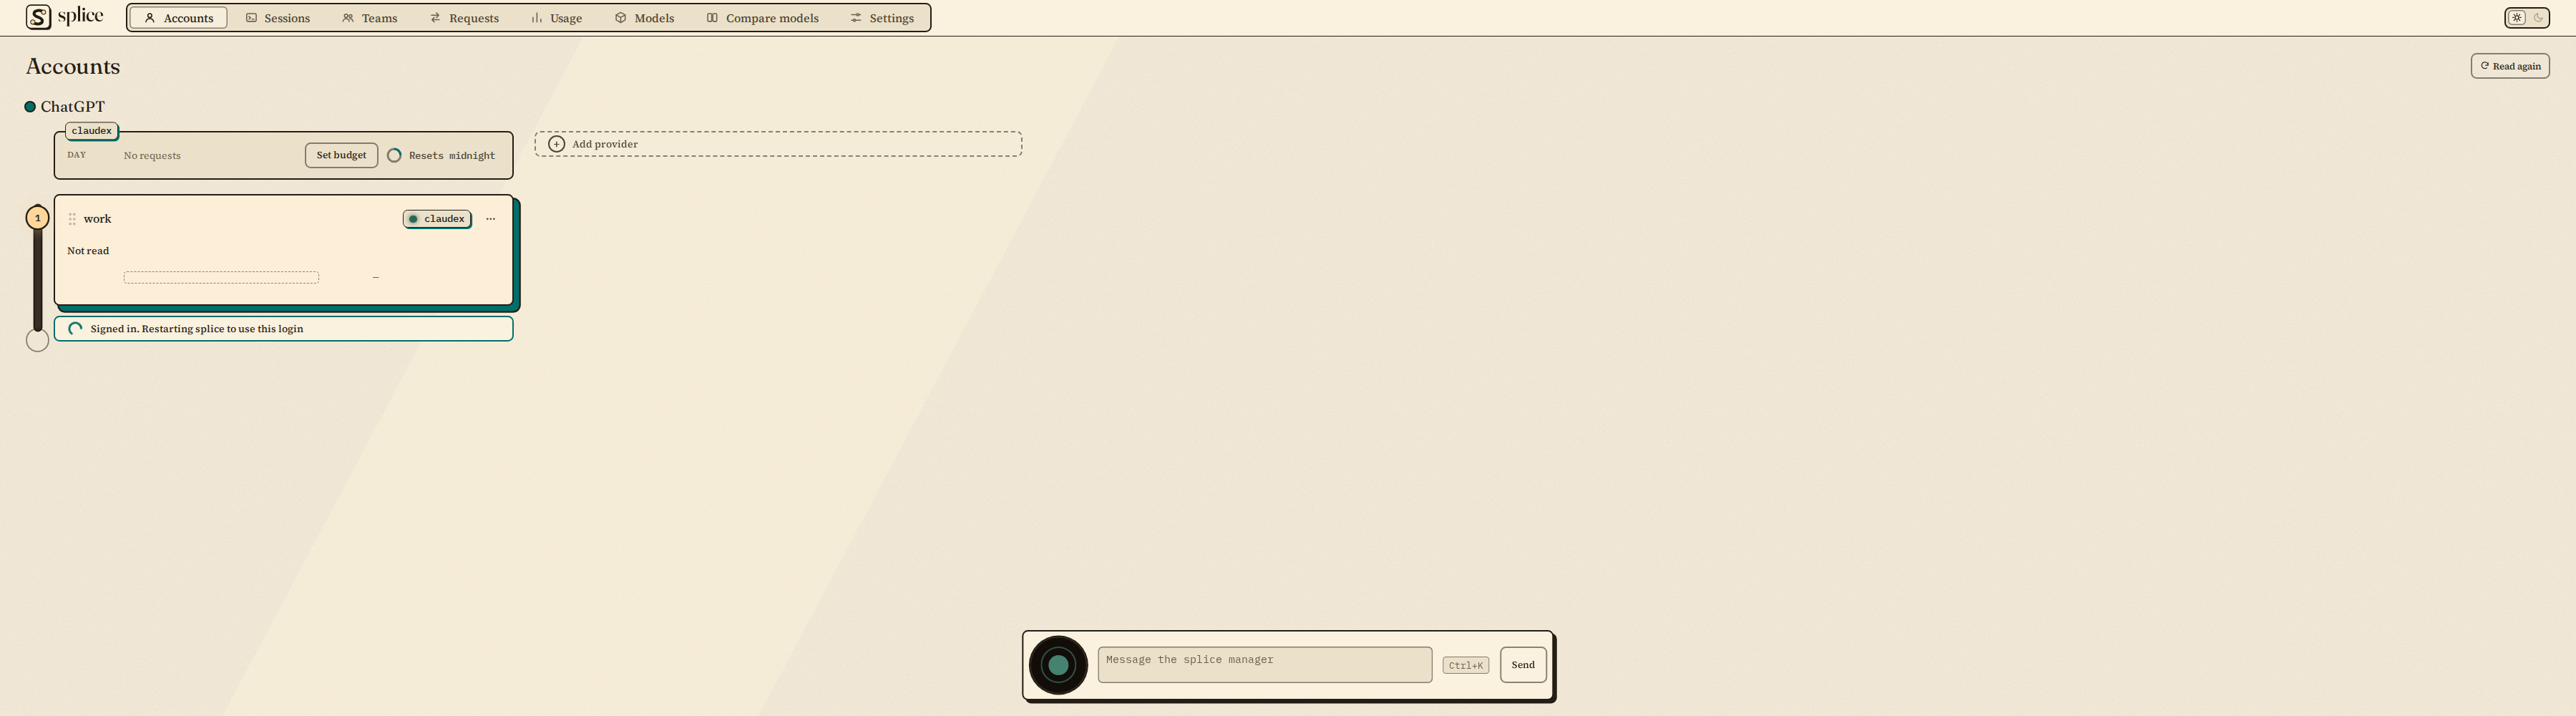 splice
Accounts
Sessions
Teams
Requests
Usage
Models
Compare models
Settings
Accounts
Read again
ChatGPT
claudex
DAY
No requests
Set budget
Resets midnight
Add provider
1
work
claudex
...
Not read
—
Signed in. Restarting splice to use this login
Message the splice manager
Ctrl+K
Send